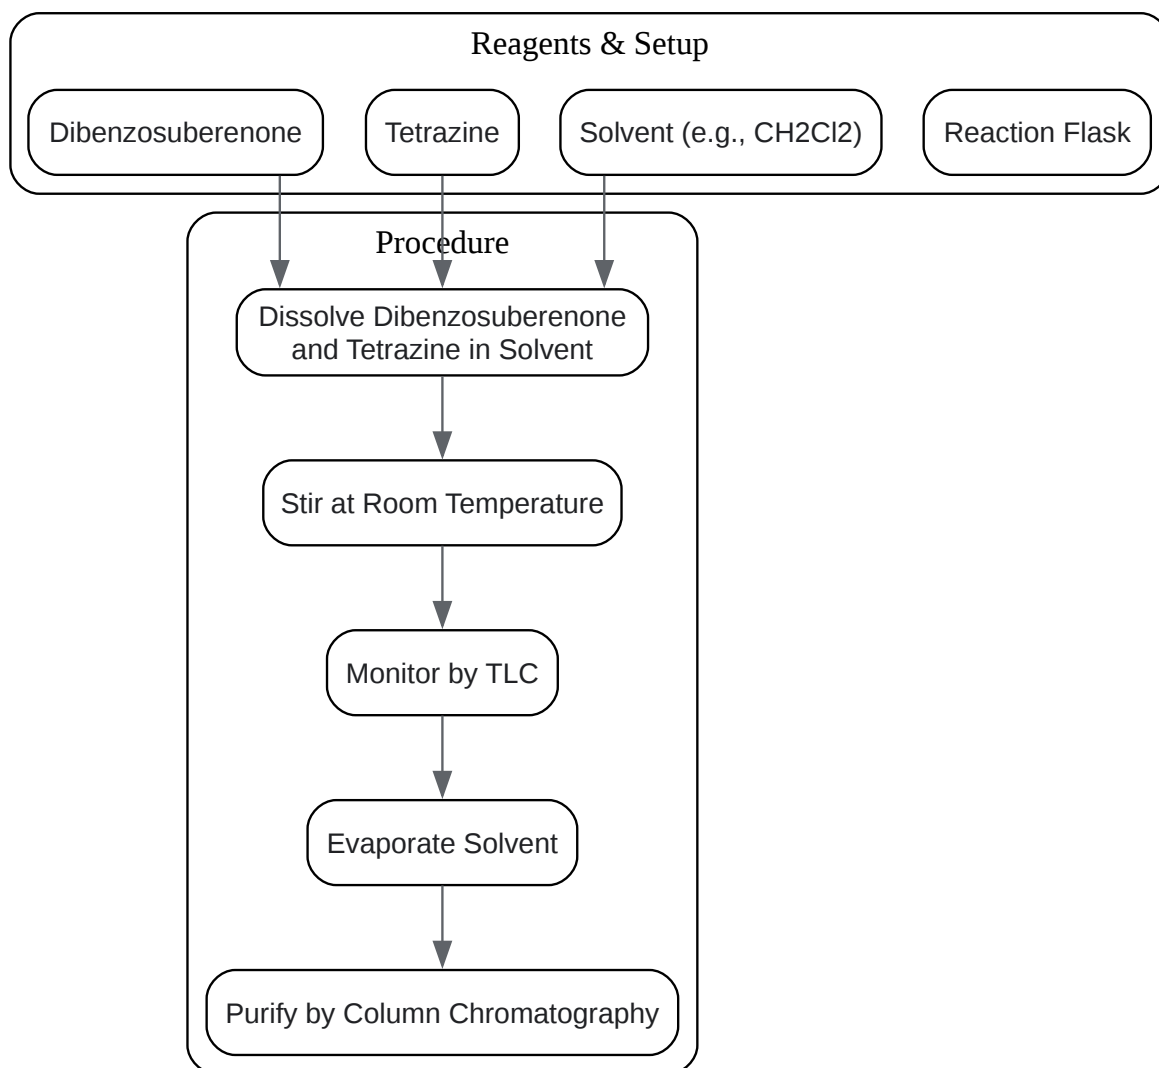 Reagents & Setup
Dibenzosuberenone
Tetrazine
Solvent (e.g., CH2Cl2)
Reaction Flask
Procedure
Dissolve Dibenzosuberenone
and Tetrazine in Solvent
Stir at Room Temperature
Monitor by TLC
Evaporate Solvent
Purify by Column Chromatography